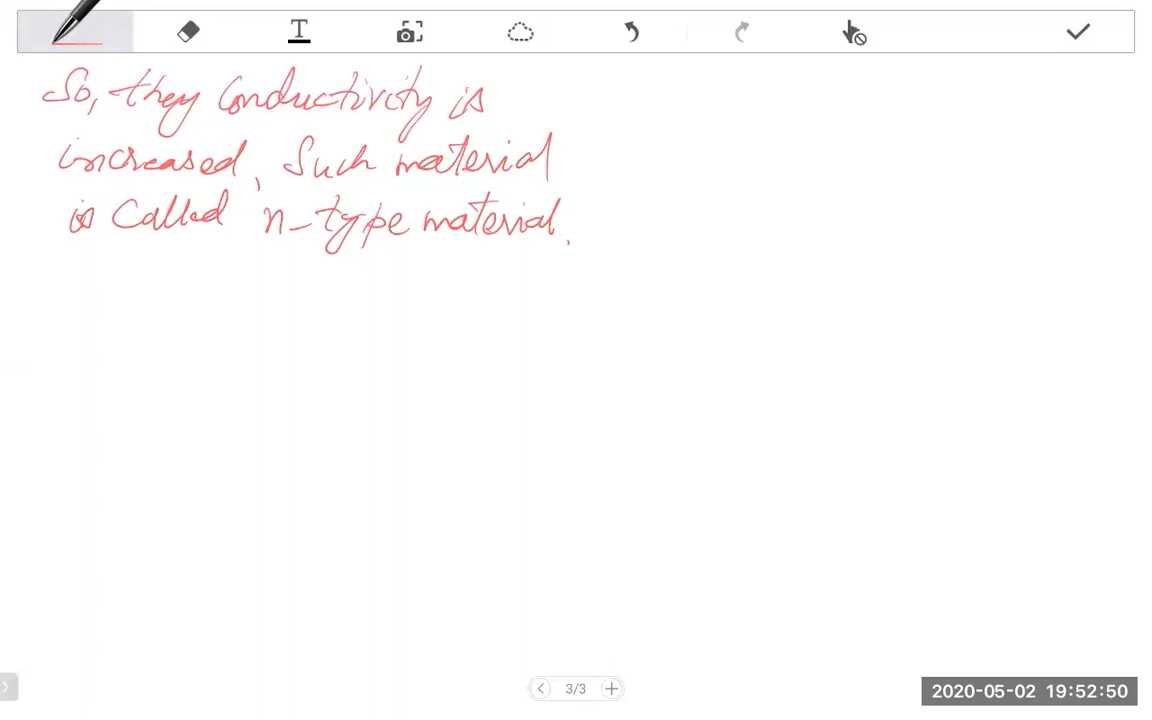 T
So, they Conductivity is
increased, Such material
is Called n-type material.
3/3
2020-05-02 19:52:50